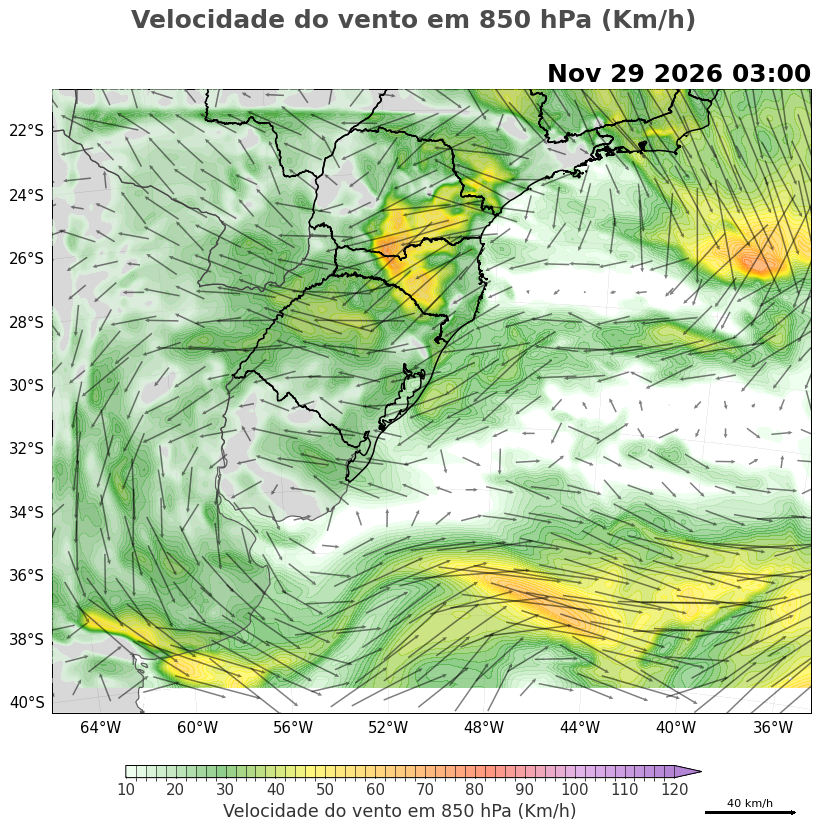 Velocidade do vento em 850 hPa (Km/h)
Nov 29 2026 03:00
22°S
24°S
26°S
28°S
30°S
32°S
34°S
36°S
38°S
40°S
64°W 60°W 56°W 52°W 48°W 44°W 40°W 36°W
10 20 30 40 50 60 70 80 90 100 110 120
Velocidade do vento em 850 hPa (Km/h)
40 km/h